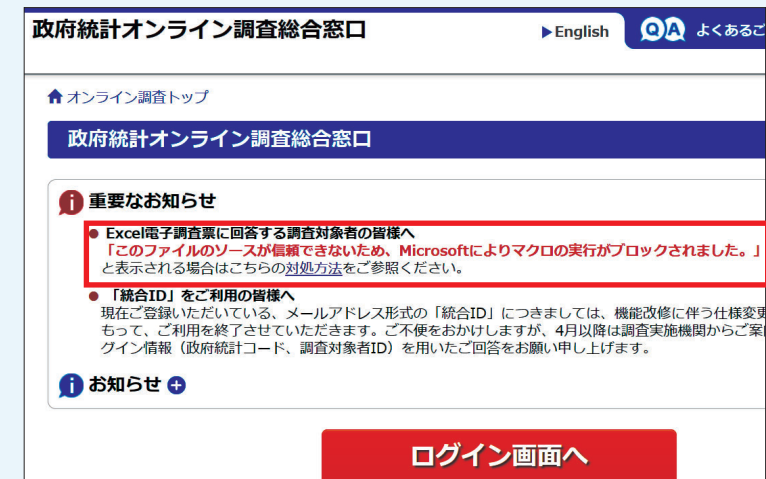 政府統計オンライン調査総合窓口
▶English
QA よくあるご
オンライン調査トップ
政府統計オンライン調査総合窓口
重要なお知らせ
● Excel電子調査票に回答する調査対象者の皆様へ
「このファイルのソースが信頼できないため、Microsoftによりマクロの実行がブロックされました。」
と表示される場合はこちらの対処方法をご参照ください。
● 「統合ID」をご利用の皆様へ
現在ご登録いただいている、メールアドレス形式の「統合ID」につきましては、機能改修に伴う仕様変更
もって、ご利用を終了させていただきます。ご不便をおかけしますが、4月以降は調査実施機関からご案内
グイン情報（政府統計コード、調査対象者ID）を用いたご回答をお願い申し上げます。
お知らせ
ログイン画面へ